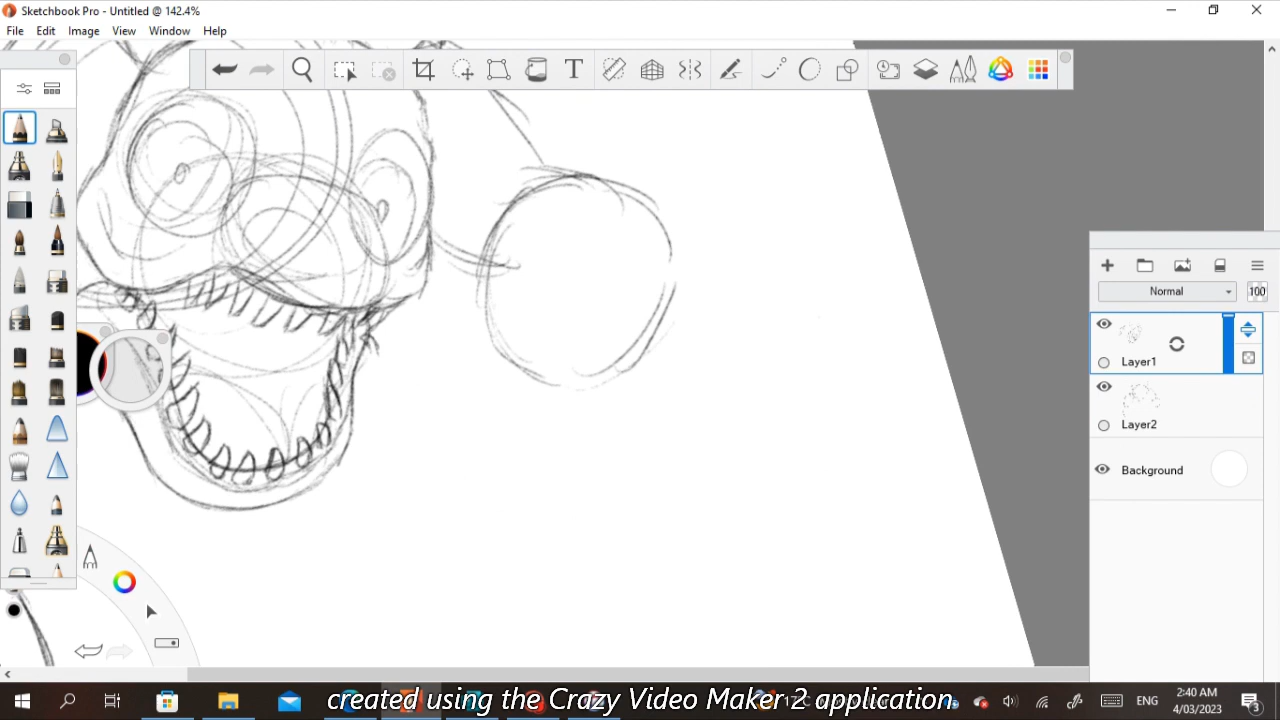 Sketchbook Pro - Untitled @ 142.4%
File Edit Image View Window Help
Normal 100
Layer1
Layer2
Background
created using the Crazy Video Maker 2 application.
ENG
2:40 AM
4/03/2023
3